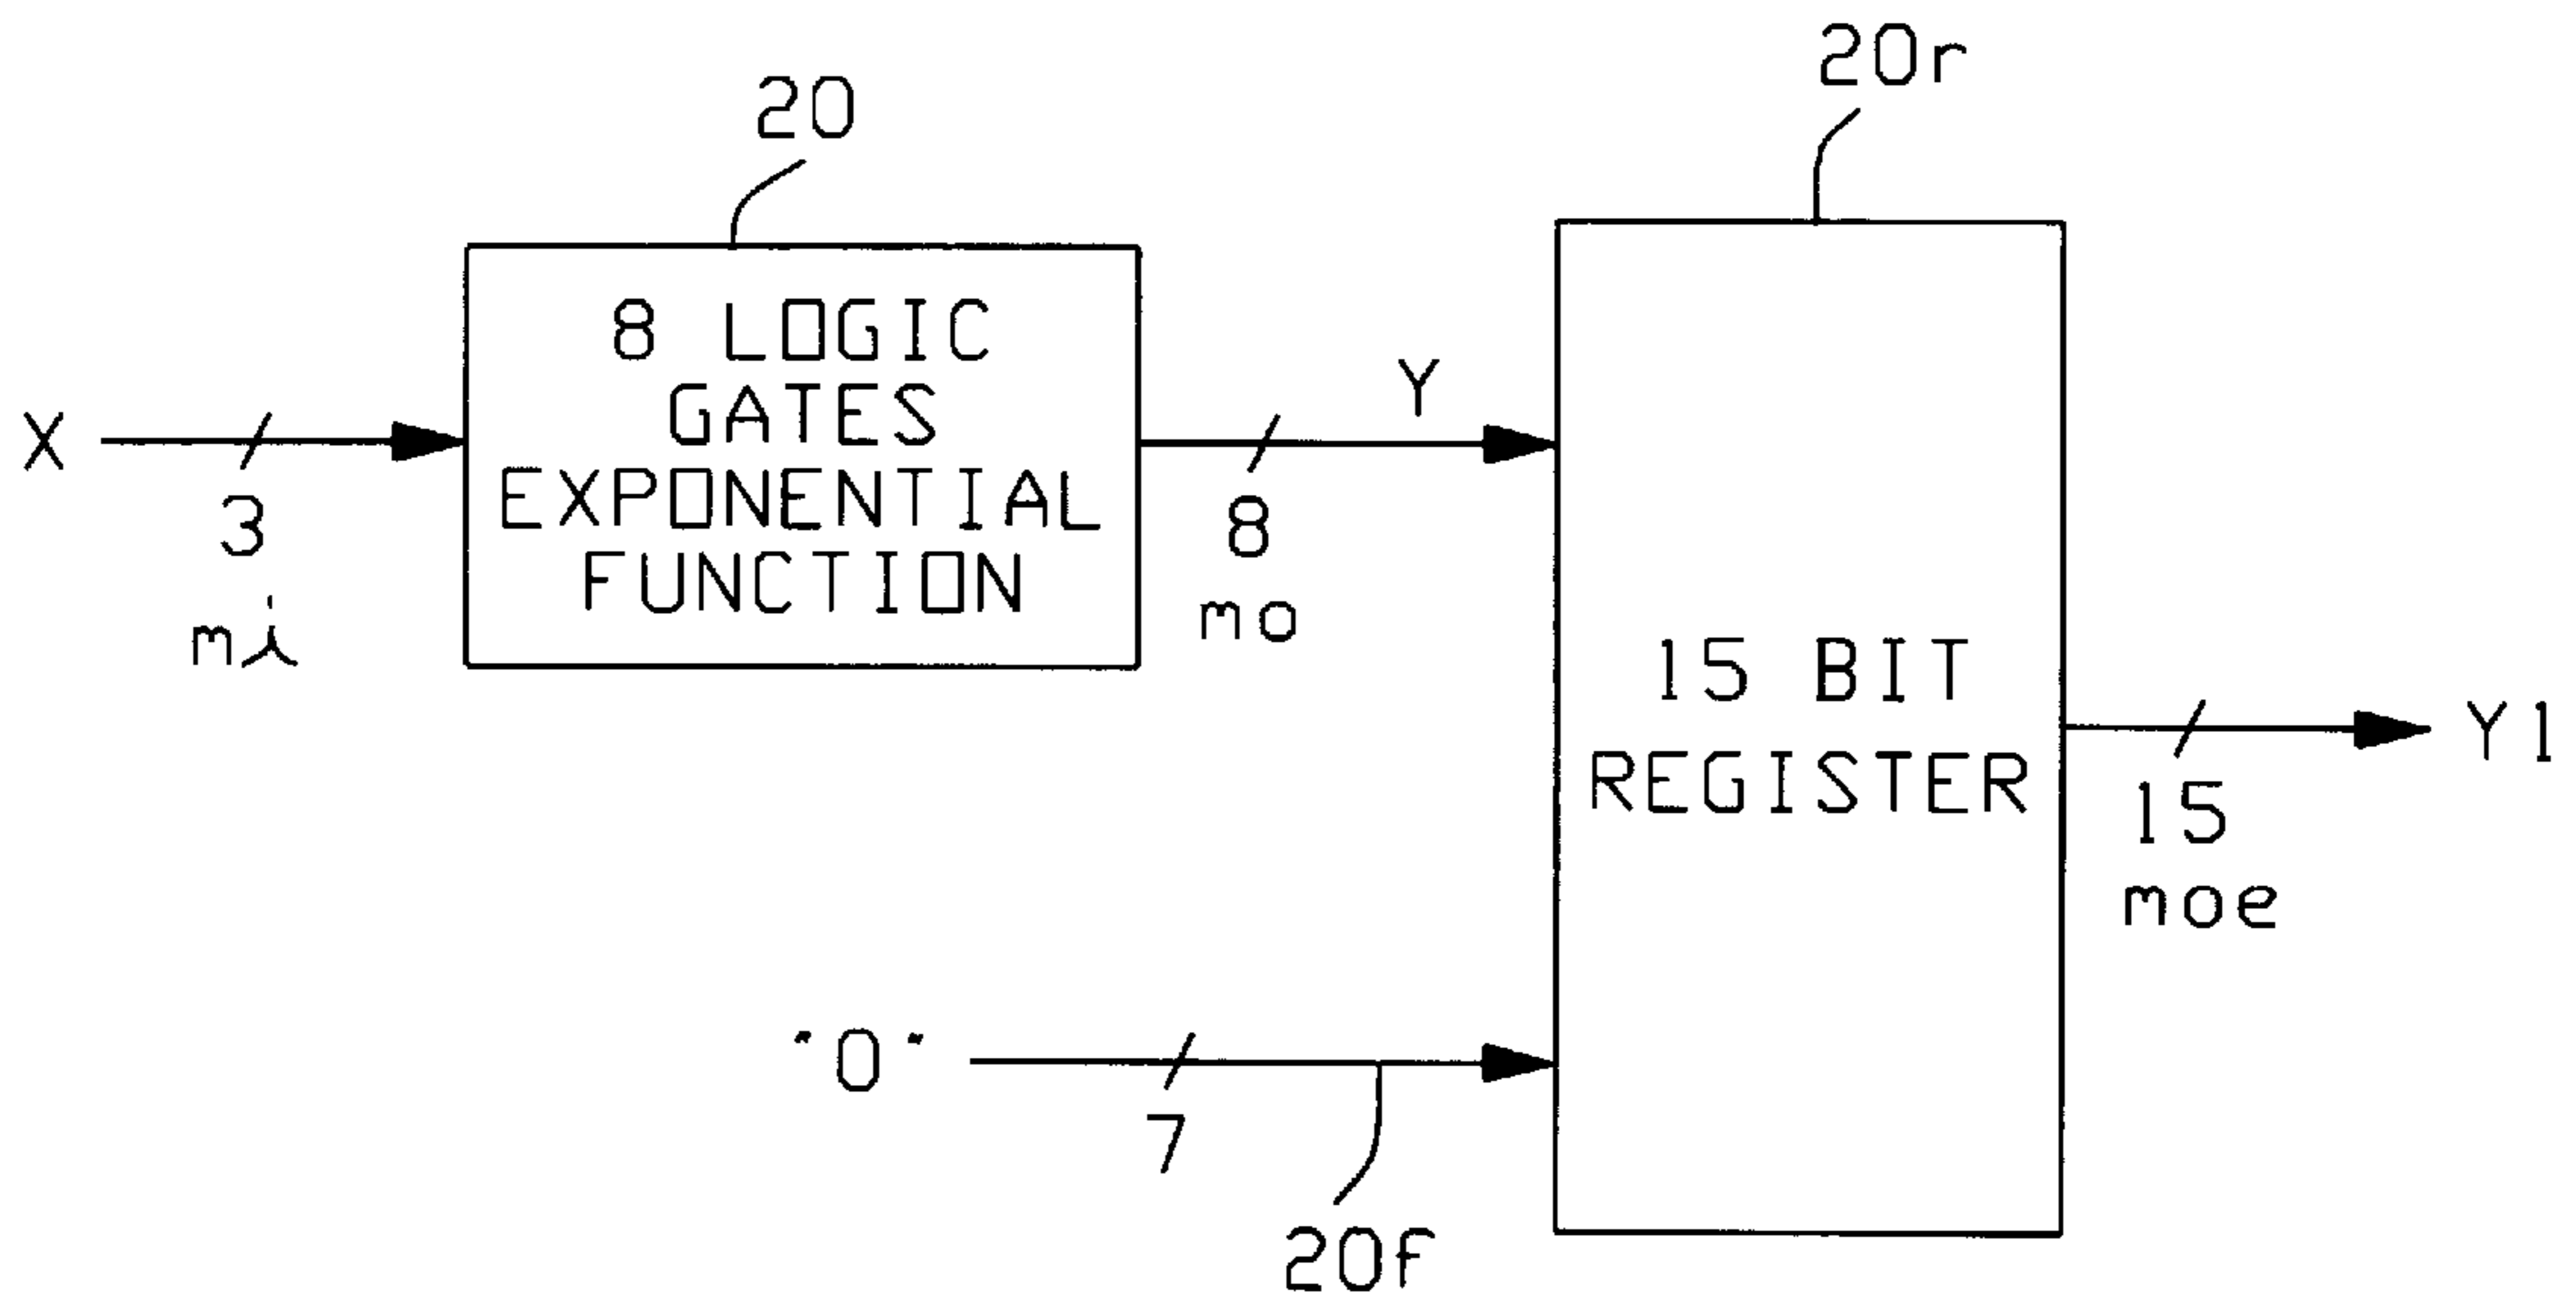 20r
20
8 LOGIC
GATES
EXPONENTIAL
FUNCTION
X
3
mi
Y
8
mo
15 BIT
REGISTER
Y1
15
moe
"0"
7
20f